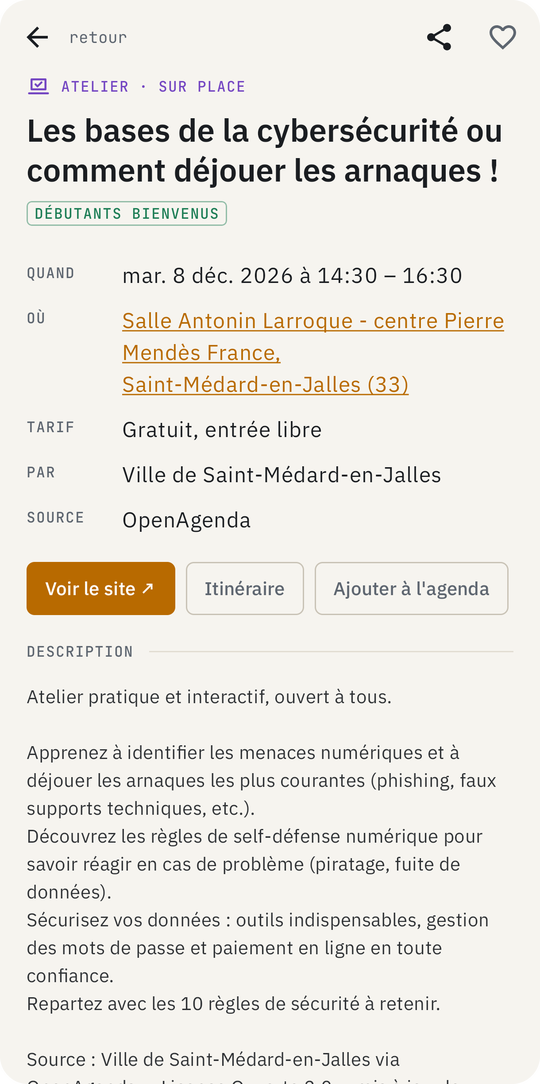 retour
ATELIER · SUR PLACE
Les bases de la cybersécurité ou
comment déjouer les arnaques !
DÉBUTANTS BIENVENUS
QUAND
mar. 8 déc. 2026 à 14:30 – 16:30
OÙ
Salle Antonin Larroque - centre Pierre
Mendès France,
Saint-Médard-en-Jalles (33)
TARIF
Gratuit, entrée libre
PAR
Ville de Saint-Médard-en-Jalles
SOURCE
OpenAgenda
Voir le site ↗
Itinéraire
Ajouter à l'agenda
DESCRIPTION
Atelier pratique et interactif, ouvert à tous.
Apprenez à identifier les menaces numériques et à
déjouer les arnaques les plus courantes (phishing, faux
supports techniques, etc.).
Découvrez les règles de self-défense numérique pour
savoir réagir en cas de problème (piratage, fuite de
données).
Sécurisez vos données : outils indispensables, gestion
des mots de passe et paiement en ligne en toute
confiance.
Repartez avec les 10 règles de sécurité à retenir.
Source : Ville de Saint-Médard-en-Jalles via